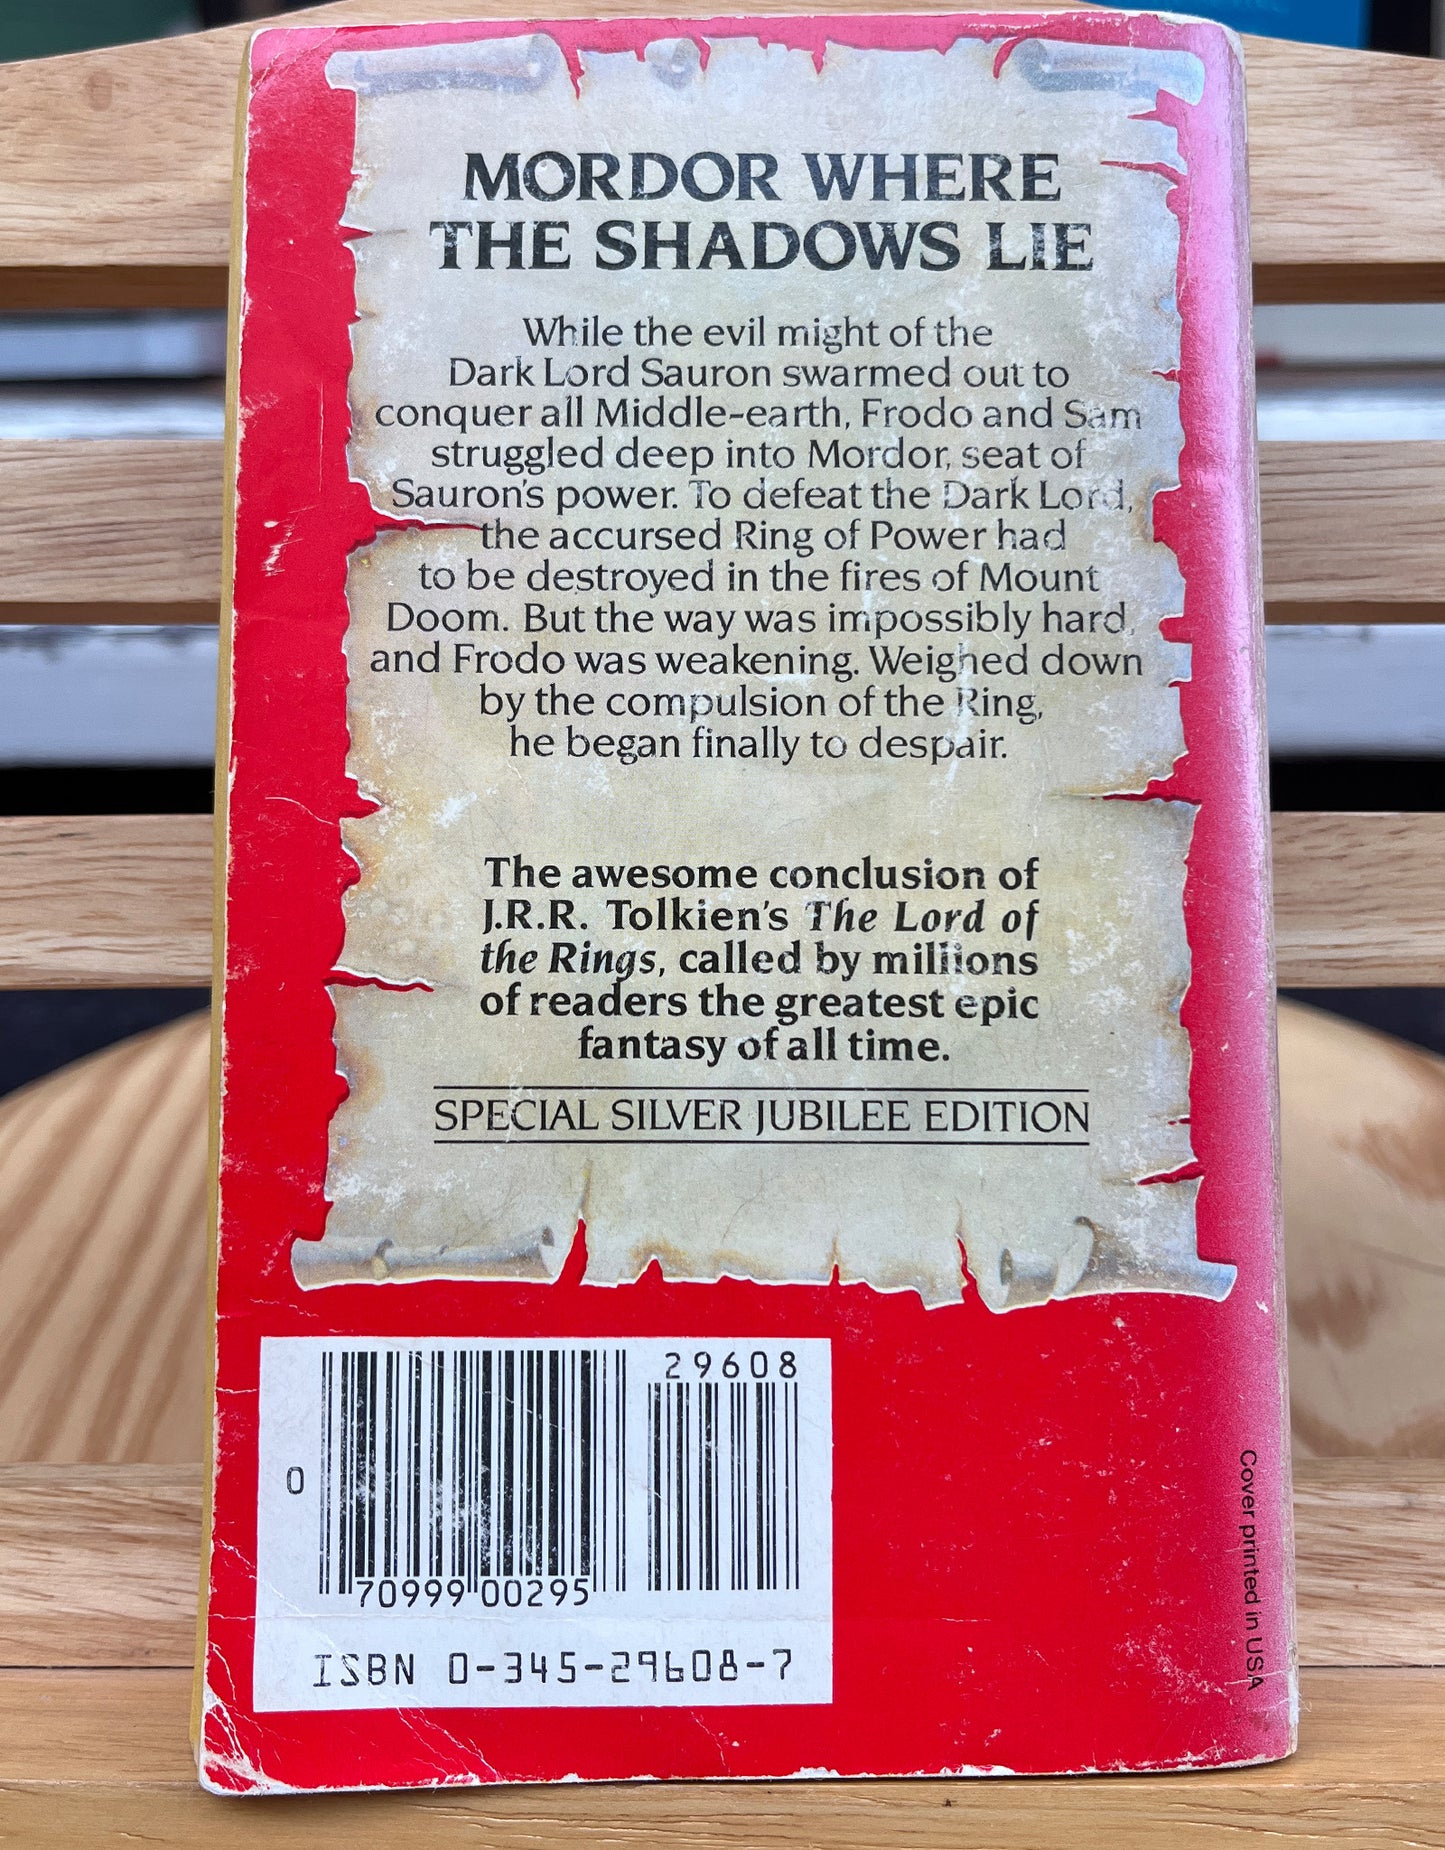 MORDOR WHERE
THE SHADOWS LIE
While the evil might of the
Dark Lord Sauron swarmed out to
conquer all Middle-earth, Frodo and Sam
struggled deep into Mordor, seat of
Sauron's power. To defeat the Dark Lord,
the accursed Ring of Power had
to be destroyed in the fires of Mount
Doom. But the way was impossibly hard,
and Frodo was weakening. Weighed down
by the compulsion of the Ring,
he began finally to despair.
The awesome conclusion of
J.R.R. Tolkien's The Lord of
the Rings, called by millions
of readers the greatest epic
fantasy of all time.
SPECIAL SILVER JUBILEE EDITION
29608
0
70999 00295
ISBN 0-345-29608-7
Cover printed in USA